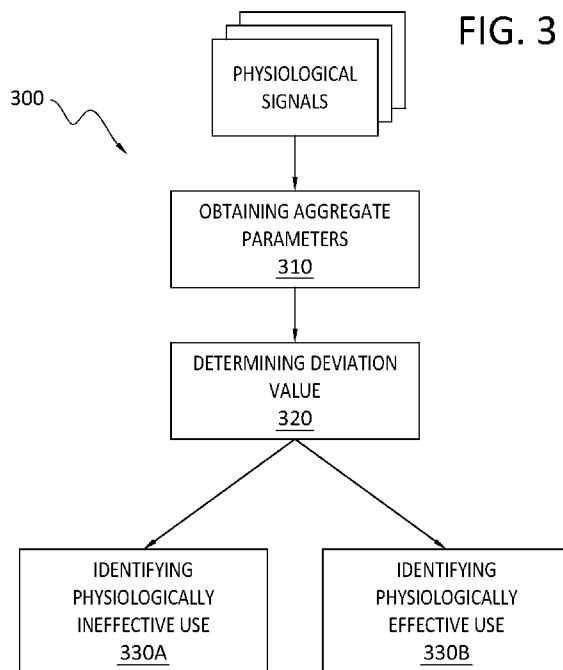 FIG. 3
PHYSIOLOGICAL
SIGNALS
300
OBTAINING AGGREGATE
PARAMETERS
310
DETERMINING DEVIATION
VALUE
320
IDENTIFYING
PHYSIOLOGICALLY
INEFFECTIVE USE
330A
IDENTIFYING
PHYSIOLOGICALLY
EFFECTIVE USE
330B